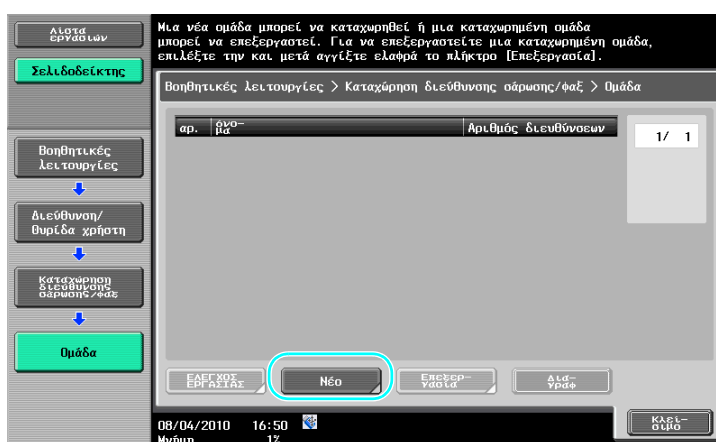 Λίστα
εργασιών
Σελιδοδείκτης
Βοηθητικές
λειτουργίες
Διεύθυνση/
θυρίδα χρήστη
Καταχώρηση
διεύθυνσης
σάρωσης/φαξ
Ομάδα
Μια νέα ομάδα μπορεί να καταχωρηθεί ή μια καταχωρημένη ομάδα
μπορεί να επεξεργαστεί. Για να επεξεργαστείτε μια καταχωρημένη ομάδα,
επιλέξτε την και μετά αγγίξτε ελαφρά το πλήκτρο [Επεξεργασία].
Βοηθητικές λειτουργίες > Καταχώρηση διεύθυνσης σάρωσης/φαξ > Ομάδα
αρ. όνο-
μα
Αριθμός διευθύνσεων
1/ 1
ΕΛΕΓΧΟΣ
ΕΡΓΑΣΙΑΣ
Νέο
Επεξερ-
γασία
Δια-
γραφ
08/04/2010 16:50
Μνήμη 1%
Κλεί-
σιμο